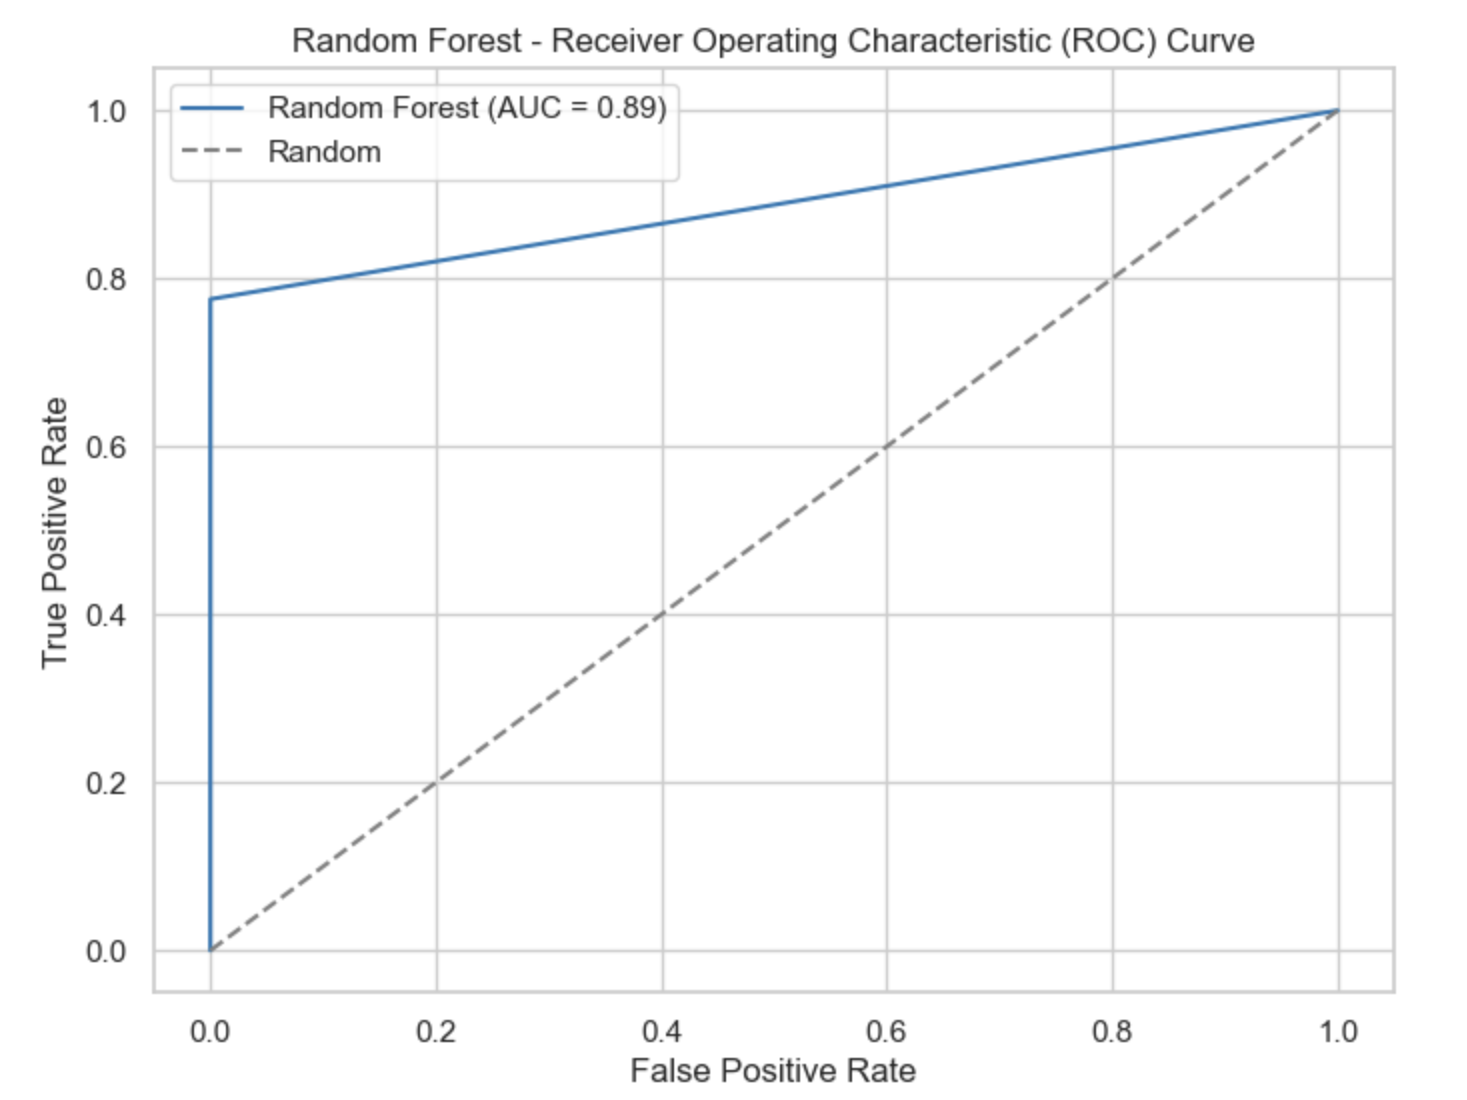 Random Forest - Receiver Operating Characteristic (ROC) Curve
Random Forest (AUC = 0.89)
Random
True Positive Rate
1.0
0.8
0.6
0.4
0.2
0.0
0.0 0.2 0.4 0.6 0.8 1.0
False Positive Rate